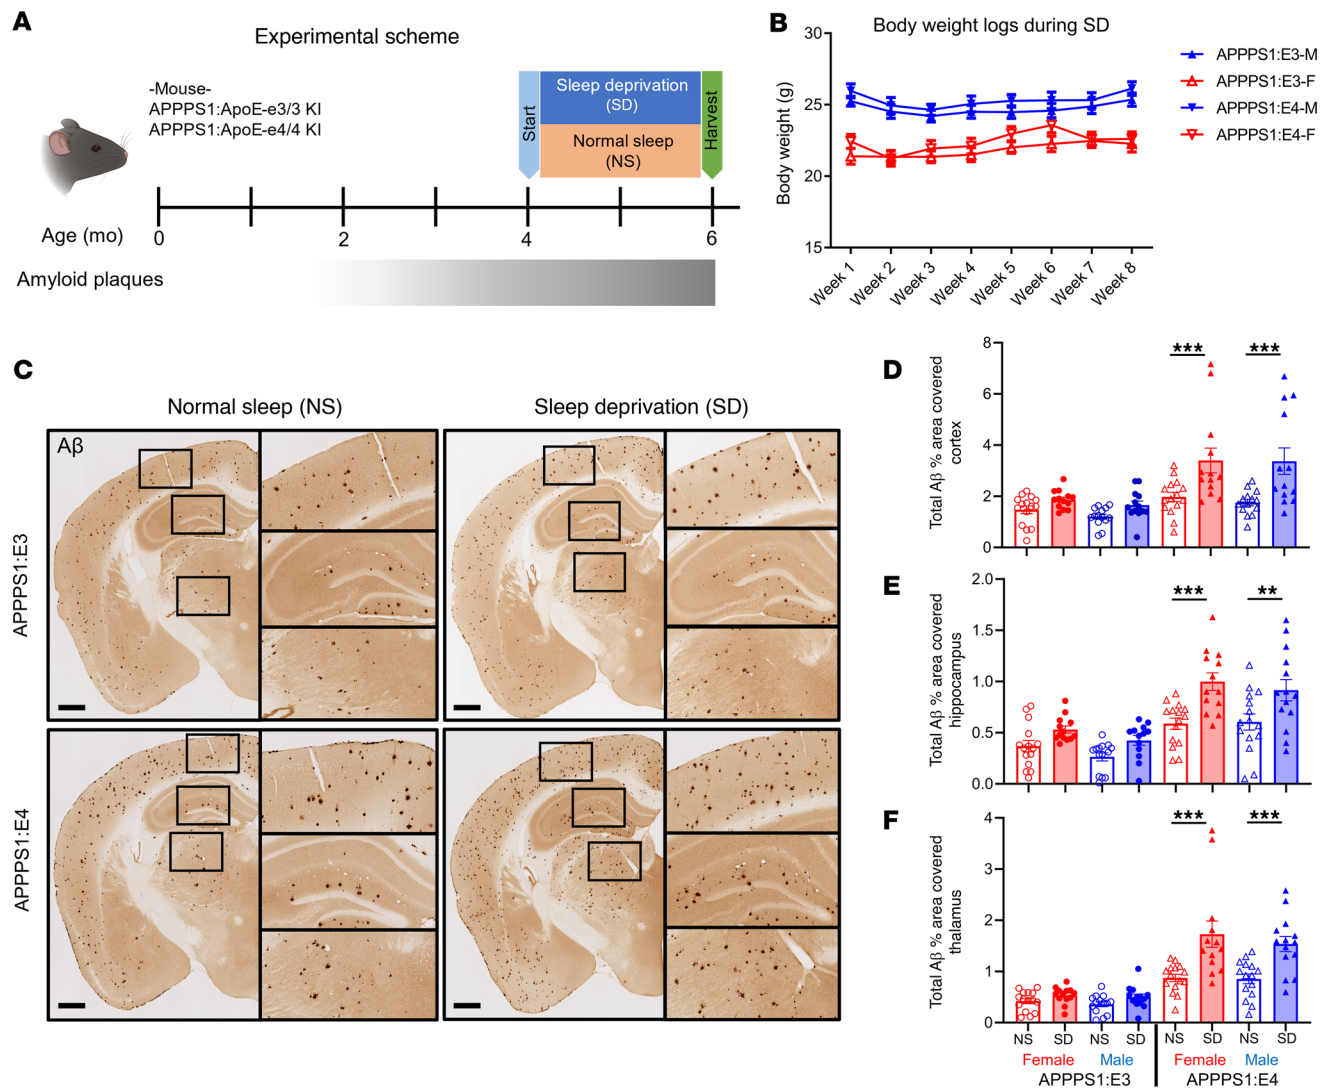 A
Experimental scheme
-Mouse-
APPPS1:ApoE-e3/3 KI
APPPS1:ApoE-e4/4 KI
Start
Sleep deprivation
(SD)
Normal sleep
(NS)
Harvest
Age (mo)
0
2
4
6
Amyloid plaques
B
Body weight logs during SD
Body weight (g)
30
25
20
15
Week 1
Week 2
Week 3
Week 4
Week 5
Week 6
Week 7
Week 8
APPPS1:E3-M
APPPS1:E3-F
APPPS1:E4-M
APPPS1:E4-F
C
Normal sleep (NS)
Sleep deprivation (SD)
Aβ
APPPS1:E3
APPPS1:E4
D
Total Aβ % area covered
cortex
8
6
4
2
0
***
***
E
Total Aβ % area covered
hippocampus
2.0
1.5
1.0
0.5
0.0
***
**
F
Total Aβ % area covered
thalamus
4
3
2
1
0
***
***
NS SD NS SD NS SD NS SD
Female Male Female Male
APPPS1:E3 APPPS1:E4